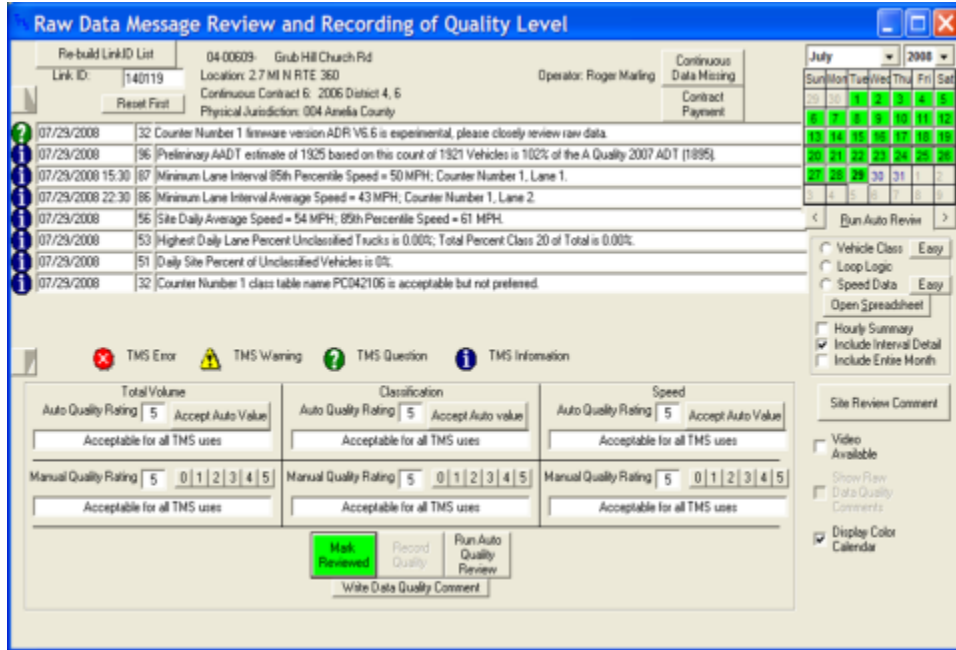 Raw Data Message Review and Recording of Quality Level
Re-build LinkID List
Link ID: 140119
Reset First
04-00609- Grub Hill Church Rd
Location: 2.7 MI N RTE 360
Continuous Contract 6: 2006 District 4, 6
Physical Jurisdiction: 004 Amelia County
Operator: Roger Marling
Continuous Data Missing
Contract Payment
July 2008
Sun Mon Tue Wed Thu Fri Sat
29 30 1 2 3 4 5
6 7 8 9 10 11 12
13 14 15 16 17 18 19
20 21 22 23 24 25 26
27 28 29 30 31 1 2
3 4 5 6 7 8 9
< Run Auto Review >
07/29/2008 32 Counter Number 1 firmware version ADR V6.6 is experimental, please closely review raw data.
07/29/2008 96 Preliminary AADT estimate of 1925 based on this count of 1921 Vehicles is 102% of the A Quality 2007 ADT (1895).
07/29/2008 15:30 87 Minimum Lane Interval 85th Percentile Speed = 50 MPH; Counter Number 1, Lane 1.
07/29/2008 22:30 86 Minimum Lane Interval Average Speed = 43 MPH; Counter Number 1, Lane 2.
07/29/2008 56 Site Daily Average Speed = 54 MPH; 85th Percentile Speed = 61 MPH.
07/29/2008 53 Highest Daily Lane Percent Unclassified Trucks is 0.00%; Total Percent Class 20 of Total is 0.00%.
07/29/2008 51 Daily Site Percent of Unclassified Vehicles is 0%.
07/29/2008 32 Counter Number 1 class table name PC042106 is acceptable but not preferred.
Vehicle Class Easy
Loop Logic
Speed Data Easy
Open Spreadsheet
Hourly Summary
Include Interval Detail
Include Entire Month
TMS Error TMS Warning TMS Question TMS Information
Total Volume
Auto Quality Rating 5 Accept Auto Value
Acceptable for all TMS uses
Manual Quality Rating 5 0 1 2 3 4 5
Acceptable for all TMS uses
Classification
Auto Quality Rating 5 Accept Auto value
Acceptable for all TMS uses
Manual Quality Rating 5 0 1 2 3 4 5
Acceptable for all TMS uses
Speed
Auto Quality Rating 5 Accept Auto Value
Acceptable for all TMS uses
Manual Quality Rating 5 0 1 2 3 4 5
Acceptable for all TMS uses
Mark Reviewed
Record Quality
Run Auto Quality Review
Write Data Quality Comment
Site Review Comment
Video Available
Show Raw Data Quality Comments
Display Color Calendar